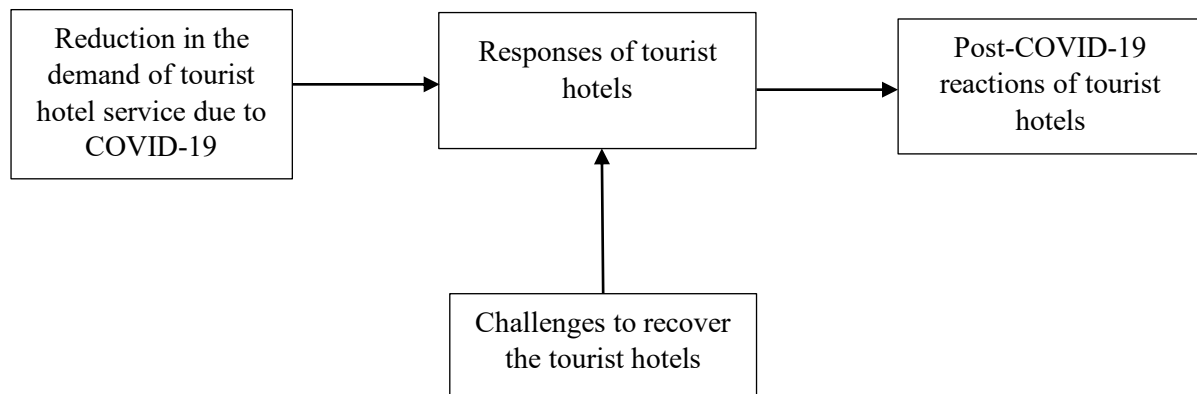 Reduction in the
demand of tourist
hotel service due to
COVID-19
Responses of tourist
hotels
Post-COVID-19
reactions of tourist
hotels
Challenges to recover
the tourist hotels